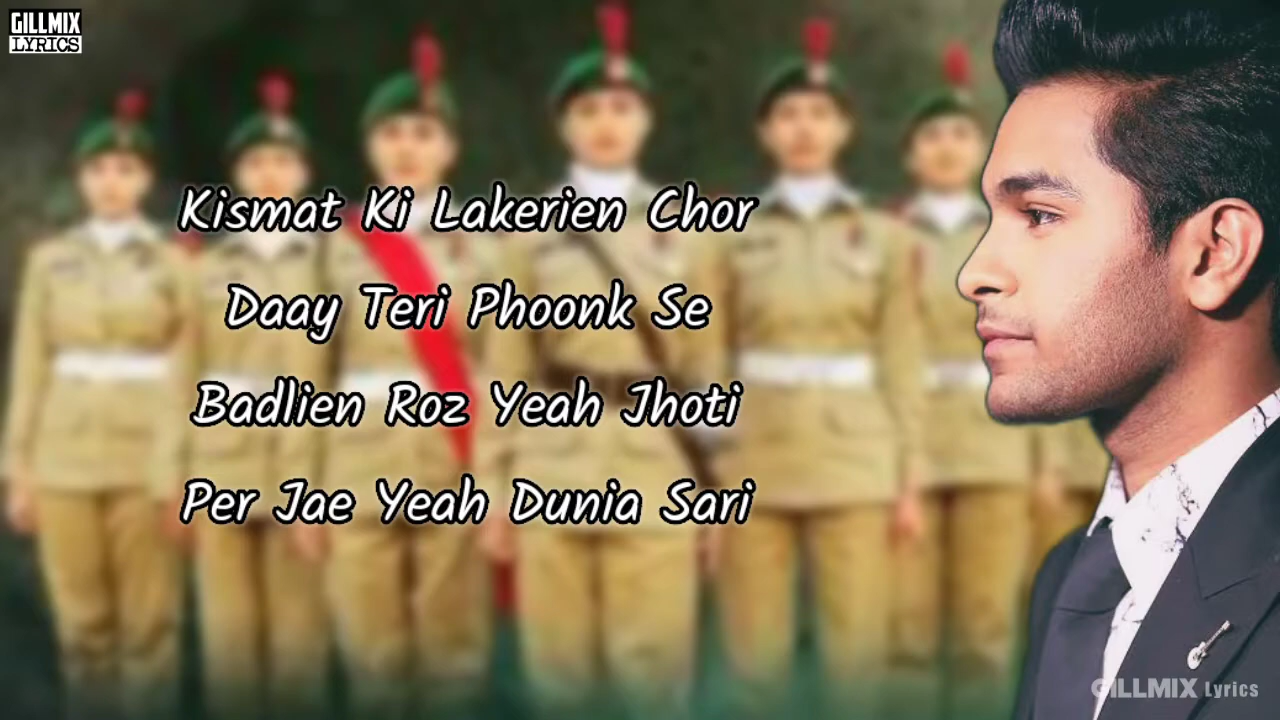 GILLMIX
LYRICS
Kismat Ki Lakerien Chor
Daay Teri Phoonk Se
Badlien Roz Yeah Jhoti
Per Jae Yeah Dunia Sari
GILLMIX Lyrics